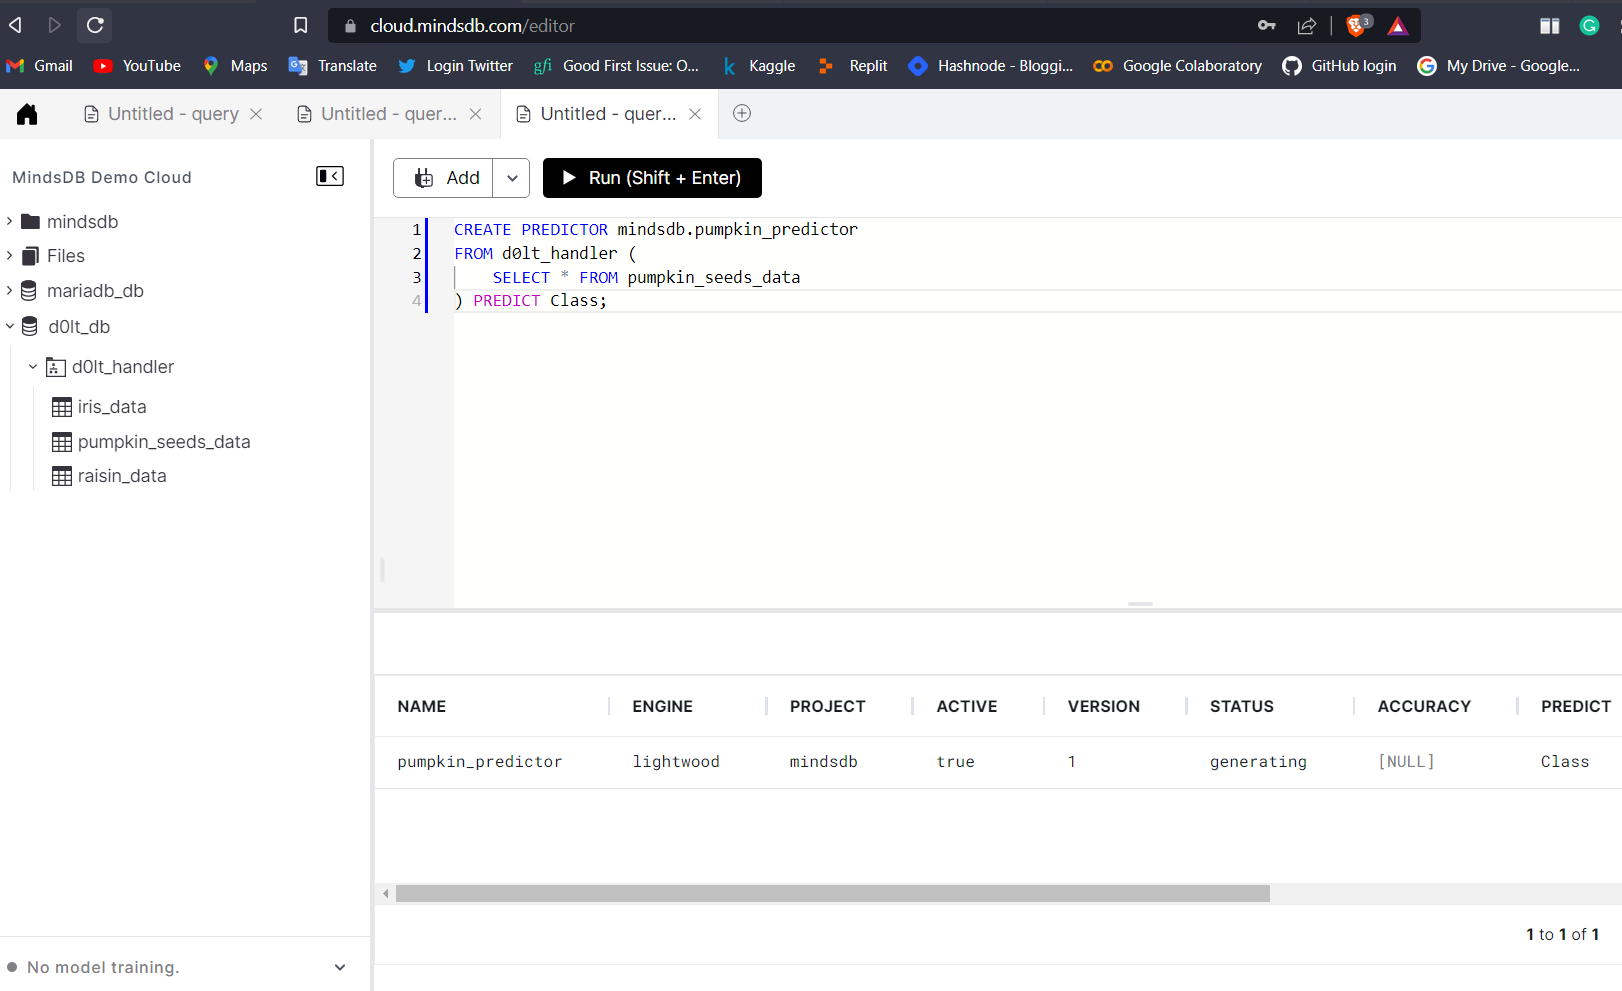 cloud.mindsdb.com/editor
3
G
Gmail YouTube Maps Translate Login Twitter gfi Good First Issue: O... k Kaggle Replit Hashnode - Bloggi... Google Colaboratory GitHub login My Drive - Google...
Untitled - query Untitled - quer... Untitled - quer...
MindsDB Demo Cloud
Add Run (Shift + Enter)
mindsdb
Files
mariadb_db
d0lt_db
d0lt_handler
iris_data
pumpkin_seeds_data
raisin_data
1 CREATE PREDICTOR mindsdb.pumpkin_predictor
2 FROM d0lt_handler (
3 SELECT * FROM pumpkin_seeds_data
4 ) PREDICT Class;
NAME ENGINE PROJECT ACTIVE VERSION STATUS ACCURACY PREDICT
pumpkin_predictor lightwood mindsdb true 1 generating [NULL] Class
1 to 1 of 1
No model training.